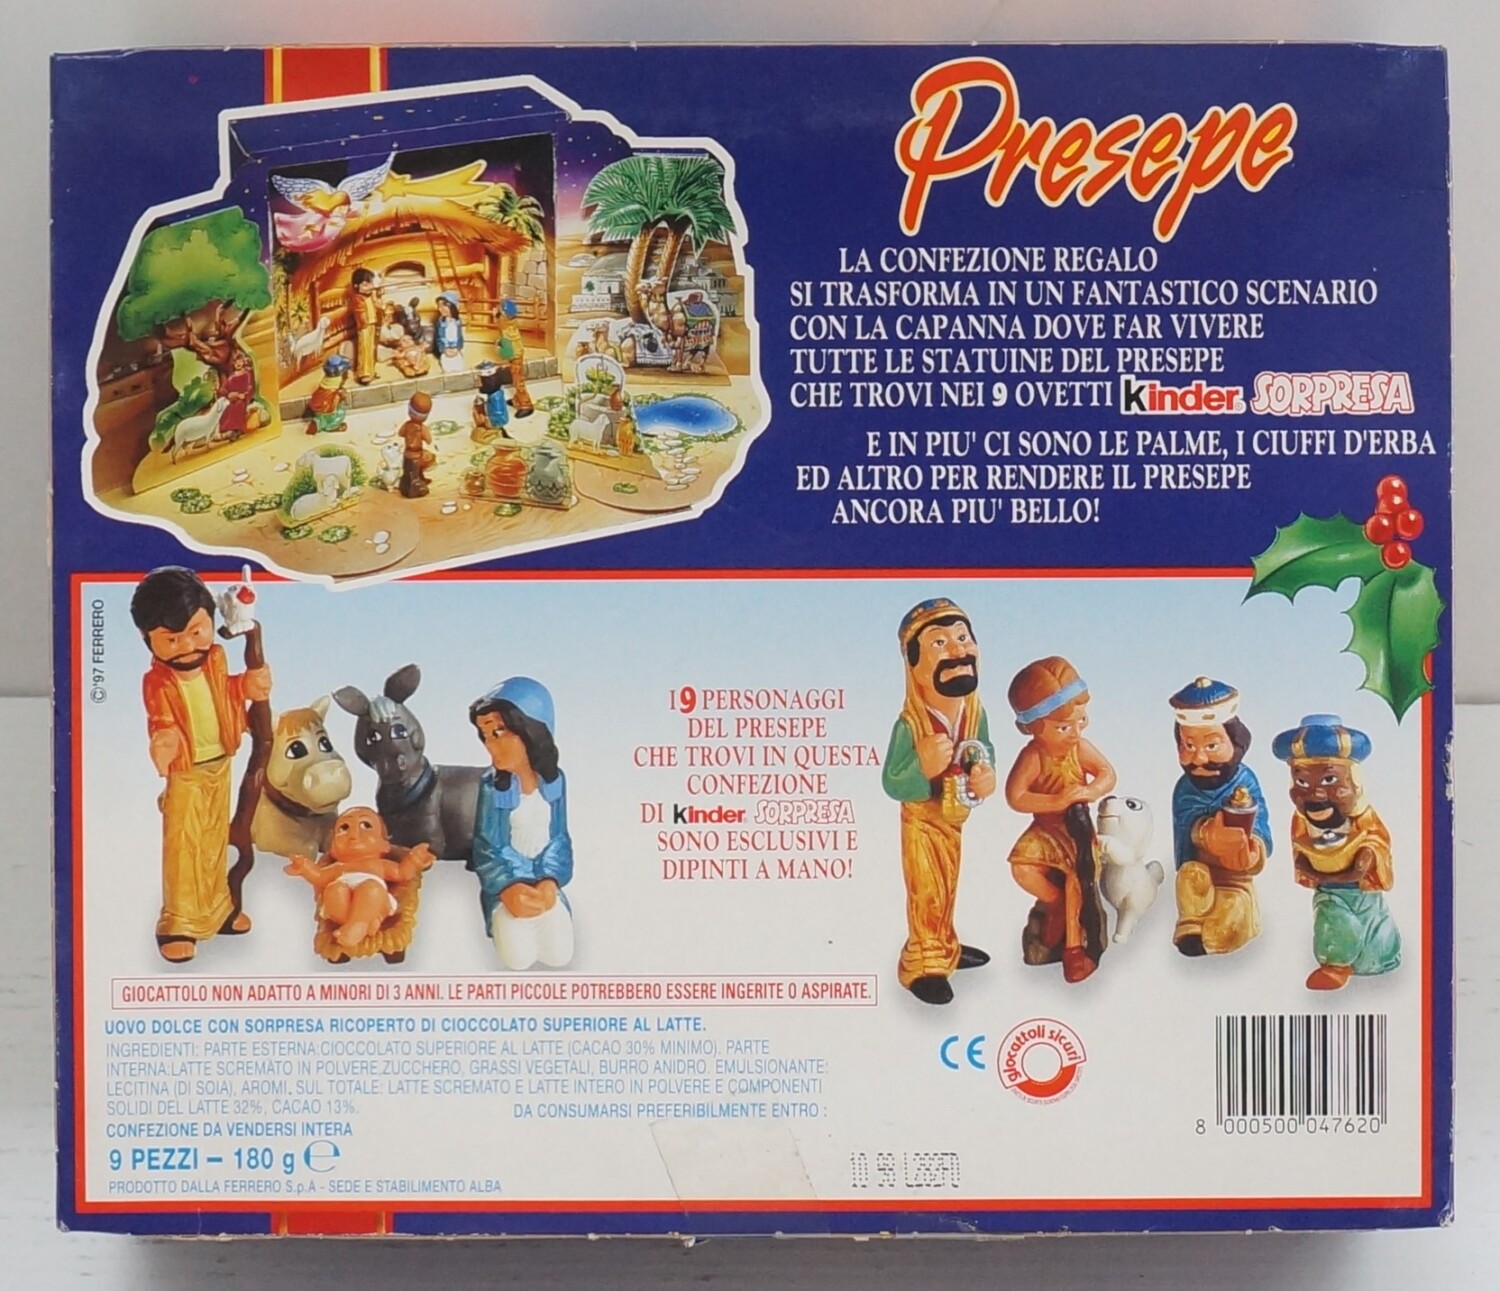 Presepe
LA CONFEZIONE REGALO
SI TRASFORMA IN UN FANTASTICO SCENARIO
CON LA CAPANNA DOVE FAR VIVERE
TUTTE LE STATUINE DEL PRESEPE
CHE TROVI NEI 9 OVETTI kinder SORPRESA
E IN PIU' CI SONO LE PALME, I CIUFFI D'ERBA
ED ALTRO PER RENDERE IL PRESEPE
ANCORA PIU' BELLO!
© '97 FERRERO
I 9 PERSONAGGI
DEL PRESEPE
CHE TROVI IN QUESTA
CONFEZIONE
DI kinder SORPRESA
SONO ESCLUSIVI E
DIPINTI A MANO!
GIOCATTOLO NON ADATTO A MINORI DI 3 ANNI. LE PARTI PICCOLE POTREBBERO ESSERE INGERITE O ASPIRATE.
UOVO DOLCE CON SORPRESA RICOPERTO DI CIOCCOLATO SUPERIORE AL LATTE.
INGREDIENTI: PARTE ESTERNA:CIOCCOLATO SUPERIORE AL LATTE (CACAO 30% MINIMO). PARTE
INTERNA:LATTE SCREMATO IN POLVERE,ZUCCHERO, GRASSI VEGETALI, BURRO ANIDRO. EMULSIONANTE:
LECITINA (DI SOIA), AROMI. SUL TOTALE: LATTE SCREMATO E LATTE INTERO IN POLVERE E COMPONENTI
SOLIDI DEL LATTE 32%, CACAO 13%.
DA CONSUMARSI PREFERIBILMENTE ENTRO :
CONFEZIONE DA VENDERSI INTERA
9 PEZZI – 180 g e
PRODOTTO DALLA FERRERO S.p.A - SEDE E STABILIMENTO ALBA
10 98
CE
giocattoli sicuri
8 000500 047620